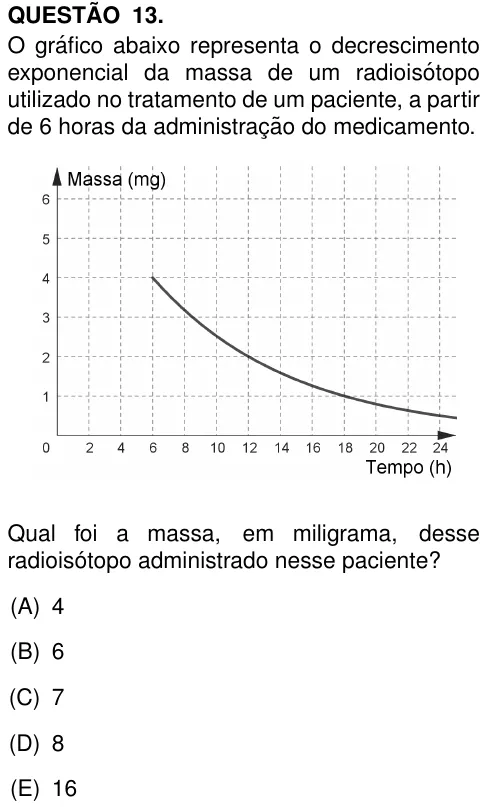 QUESTÃO 13.
O gráfico abaixo representa o decrescimento
exponencial da massa de um radioisótopo
utilizado no tratamento de um paciente, a partir
de 6 horas da administração do medicamento.
Massa (mg)
6
5
4
3
2
1
0 2 4 6 8 10 12 14 16 18 20 22 24
Tempo (h)
Qual foi a massa, em miligrama, desse
radioisótopo administrado nesse paciente?
(A) 4
(B) 6
(C) 7
(D) 8
(E) 16